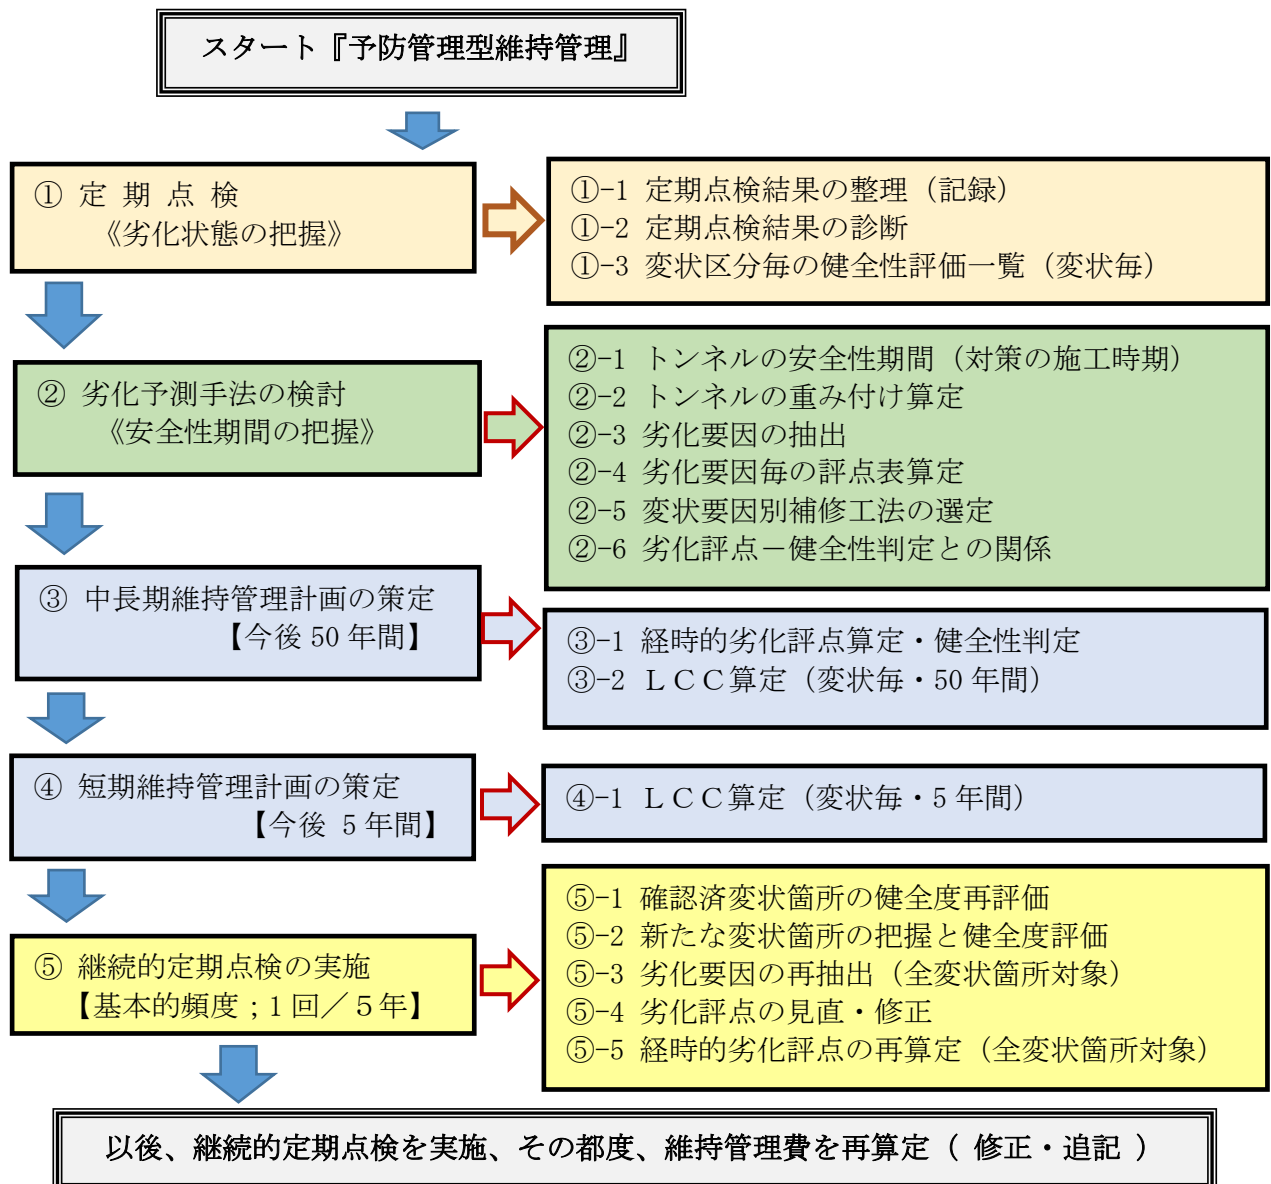 スタート『予防管理型維持管理』
① 定 期 点 検
《劣化状態の把握》
①-1 定期点検結果の整理（記録）
①-2 定期点検結果の診断
①-3 変状区分毎の健全性評価一覧（変状毎）
② 劣化予測手法の検討
《安全性期間の把握》
②-1 トンネルの安全性期間（対策の施工時期）
②-2 トンネルの重み付け算定
②-3 劣化要因の抽出
②-4 劣化要因毎の評点表算定
②-5 変状要因別補修工法の選定
②-6 劣化評点－健全性判定との関係
③ 中長期維持管理計画の策定
【今後 50 年間】
③-1 経時的劣化評点算定・健全性判定
③-2 ＬＣＣ算定（変状毎・50 年間）
④ 短期維持管理計画の策定
【今後 5 年間】
④-1 ＬＣＣ算定（変状毎・5 年間）
⑤ 継続的定期点検の実施
【基本的頻度；1 回／５年】
⑤-1 確認済変状箇所の健全度再評価
⑤-2 新たな変状箇所の把握と健全度評価
⑤-3 劣化要因の再抽出（全変状箇所対象）
⑤-4 劣化評点の見直・修正
⑤-5 経時的劣化評点の再算定（全変状箇所対象）
以後、継続的定期点検を実施、その都度、維持管理費を再算定（ 修正・追記 ）